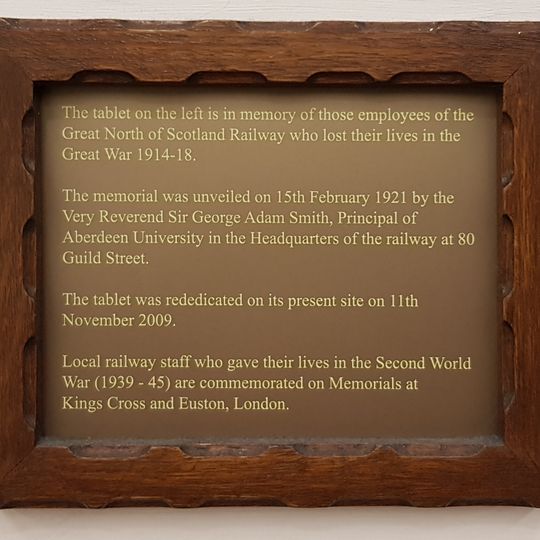 The tablet on the left is in memory of those employees of the
Great North of Scotland Railway who lost their lives in the
Great War 1914-18.
The memorial was unveiled on 15th February 1921 by the
Very Reverend Sir George Adam Smith, Principal of
Aberdeen University in the Headquarters of the railway at 80
Guild Street.
The tablet was rededicated on its present site on 11th
November 2009.
Local railway staff who gave their lives in the Second World
War (1939 - 45) are commemorated on Memorials at
Kings Cross and Euston, London.